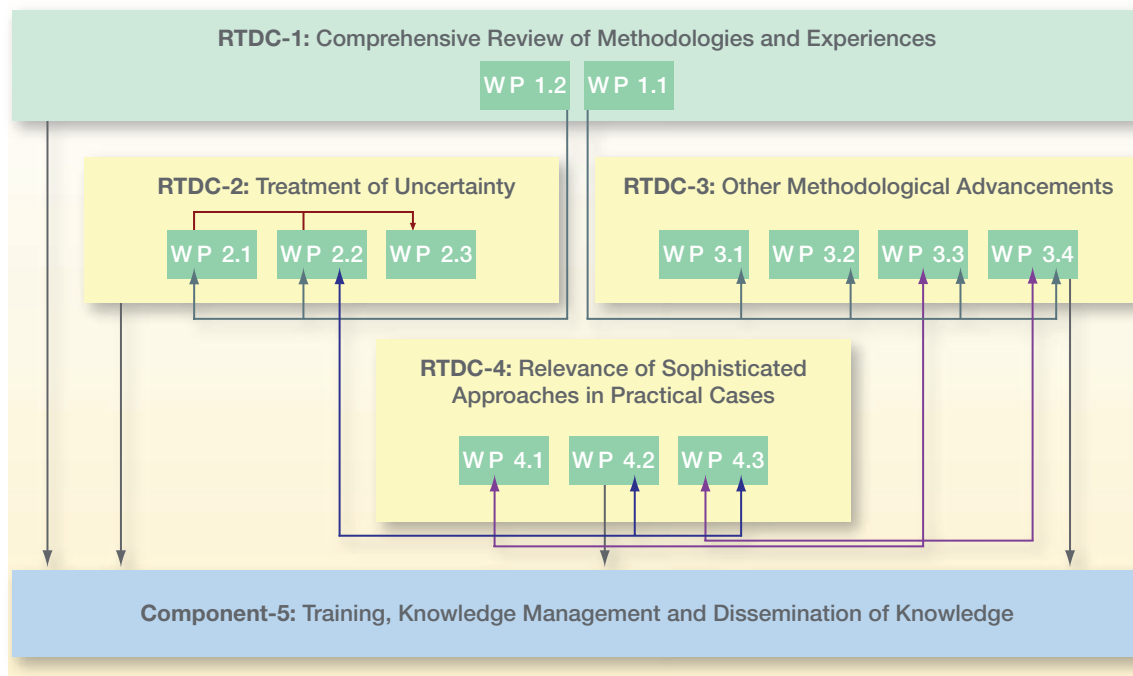 RTDC-1: Comprehensive Review of Methodologies and Experiences
WP 1.2
WP 1.1
RTDC-2: Treatment of Uncertainty
WP 2.1
WP 2.2
WP 2.3
RTDC-3: Other Methodological Advancements
WP 3.1
WP 3.2
WP 3.3
WP 3.4
RTDC-4: Relevance of Sophisticated
Approaches in Practical Cases
WP 4.1
WP 4.2
WP 4.3
Component-5: Training, Knowledge Management and Dissemination of Knowledge